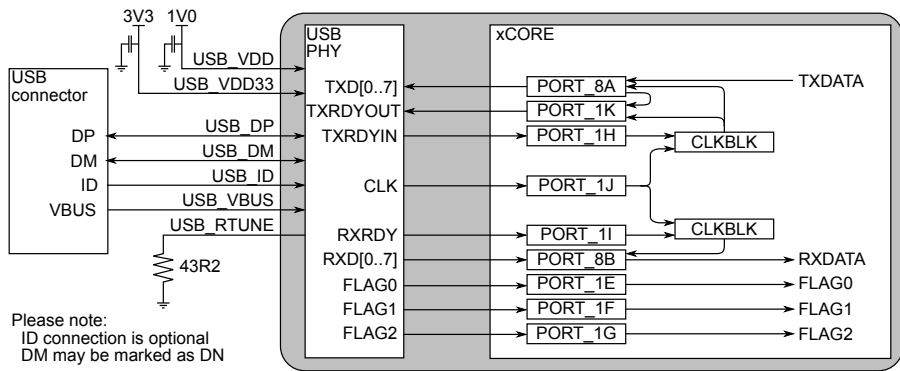 3V3
1V0
USB
PHY
xCORE
USB_VDD
USB_VDD33
USB
connector
TXD[0..7]
PORT_8A
TXDATA
TXRDYOUT
PORT_1K
DP
USB_DP
TXRDYIN
PORT_1H
CLKBLK
DM
USB_DM
ID
USB_ID
CLK
PORT_1J
VBUS
USB_VBUS
USB_RTUNE
CLKBLK
RXRDY
PORT_1I
43R2
RXD[0..7]
PORT_8B
RXDATA
FLAG0
PORT_1E
FLAG0
FLAG1
PORT_1F
FLAG1
FLAG2
PORT_1G
FLAG2
Please note:
ID connection is optional
DM may be marked as DN